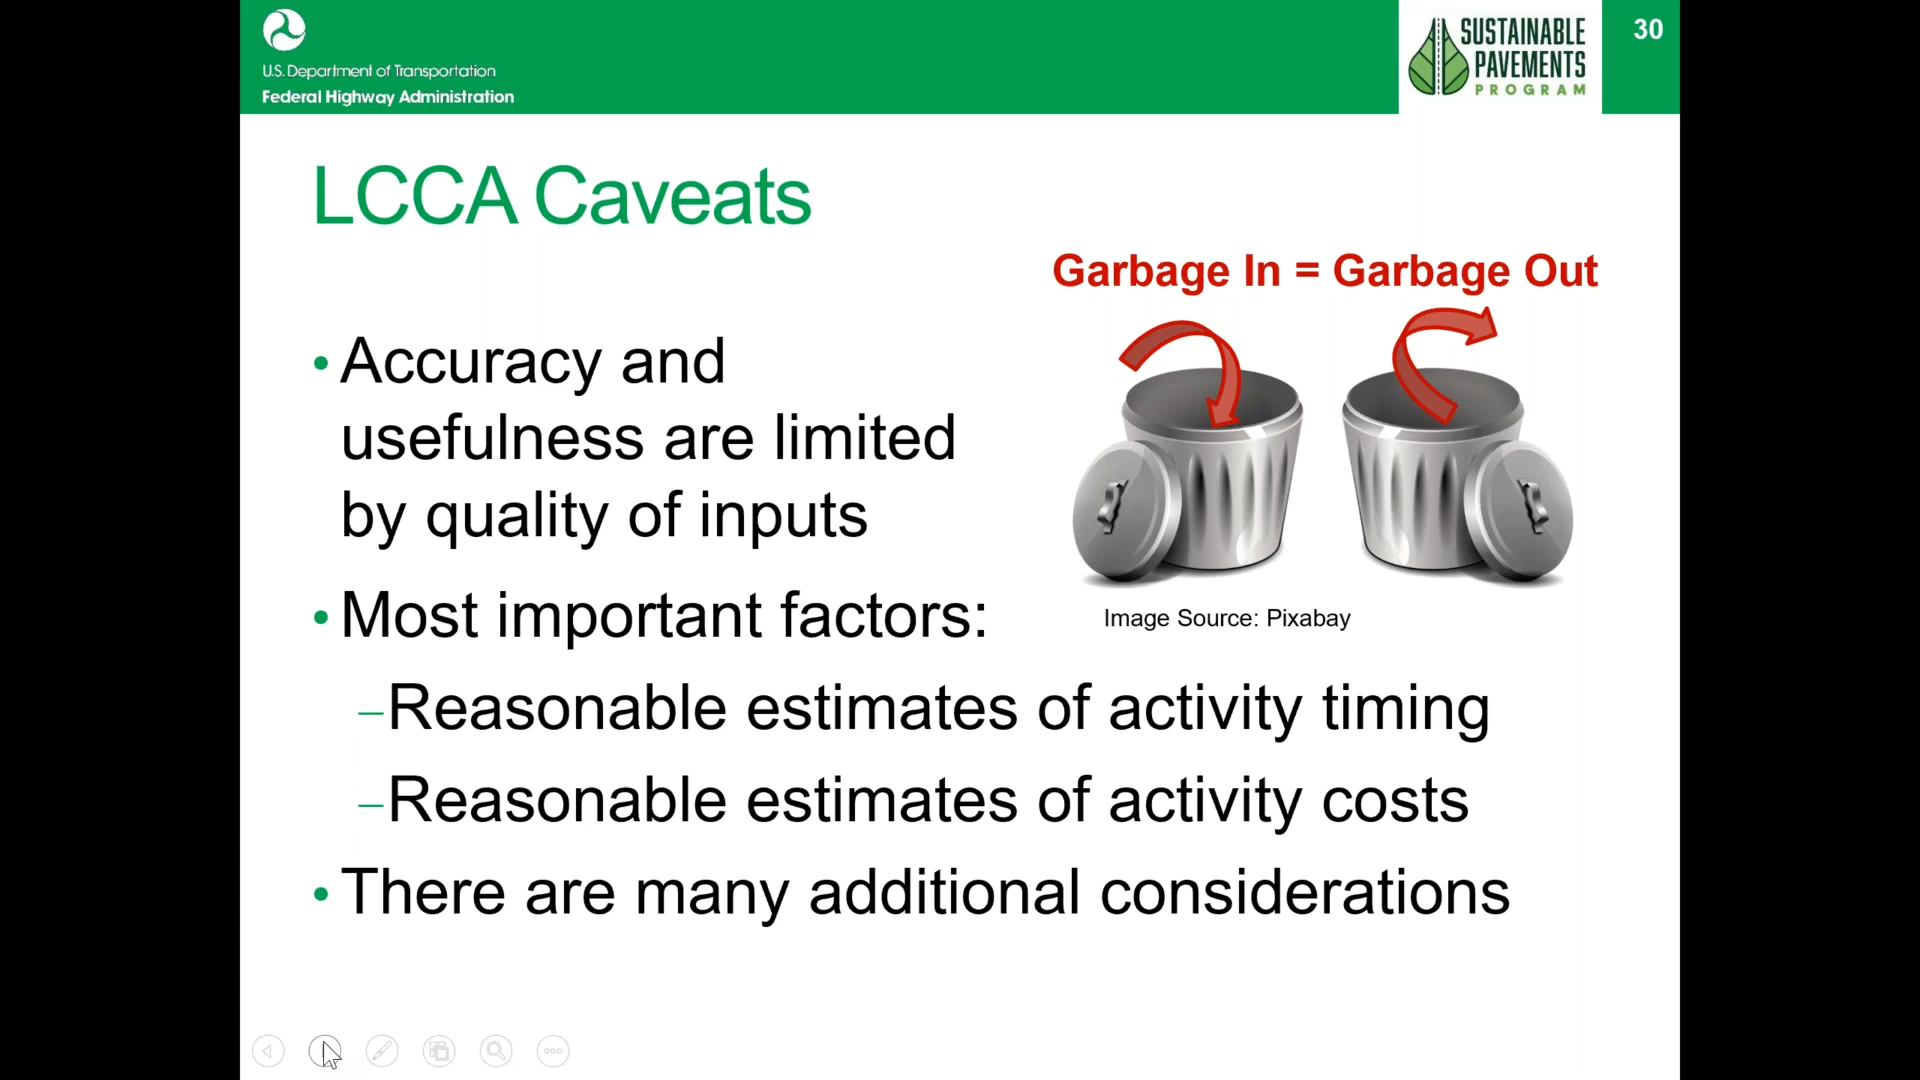 U.S. Department of Transportation
Federal Highway Administration
SUSTAINABLE
PAVEMENTS
PROGRAM
30
LCCA Caveats
Garbage In = Garbage Out
• Accuracy and
usefulness are limited
by quality of inputs
Image Source: Pixabay
• Most important factors:
–Reasonable estimates of activity timing
–Reasonable estimates of activity costs
• There are many additional considerations